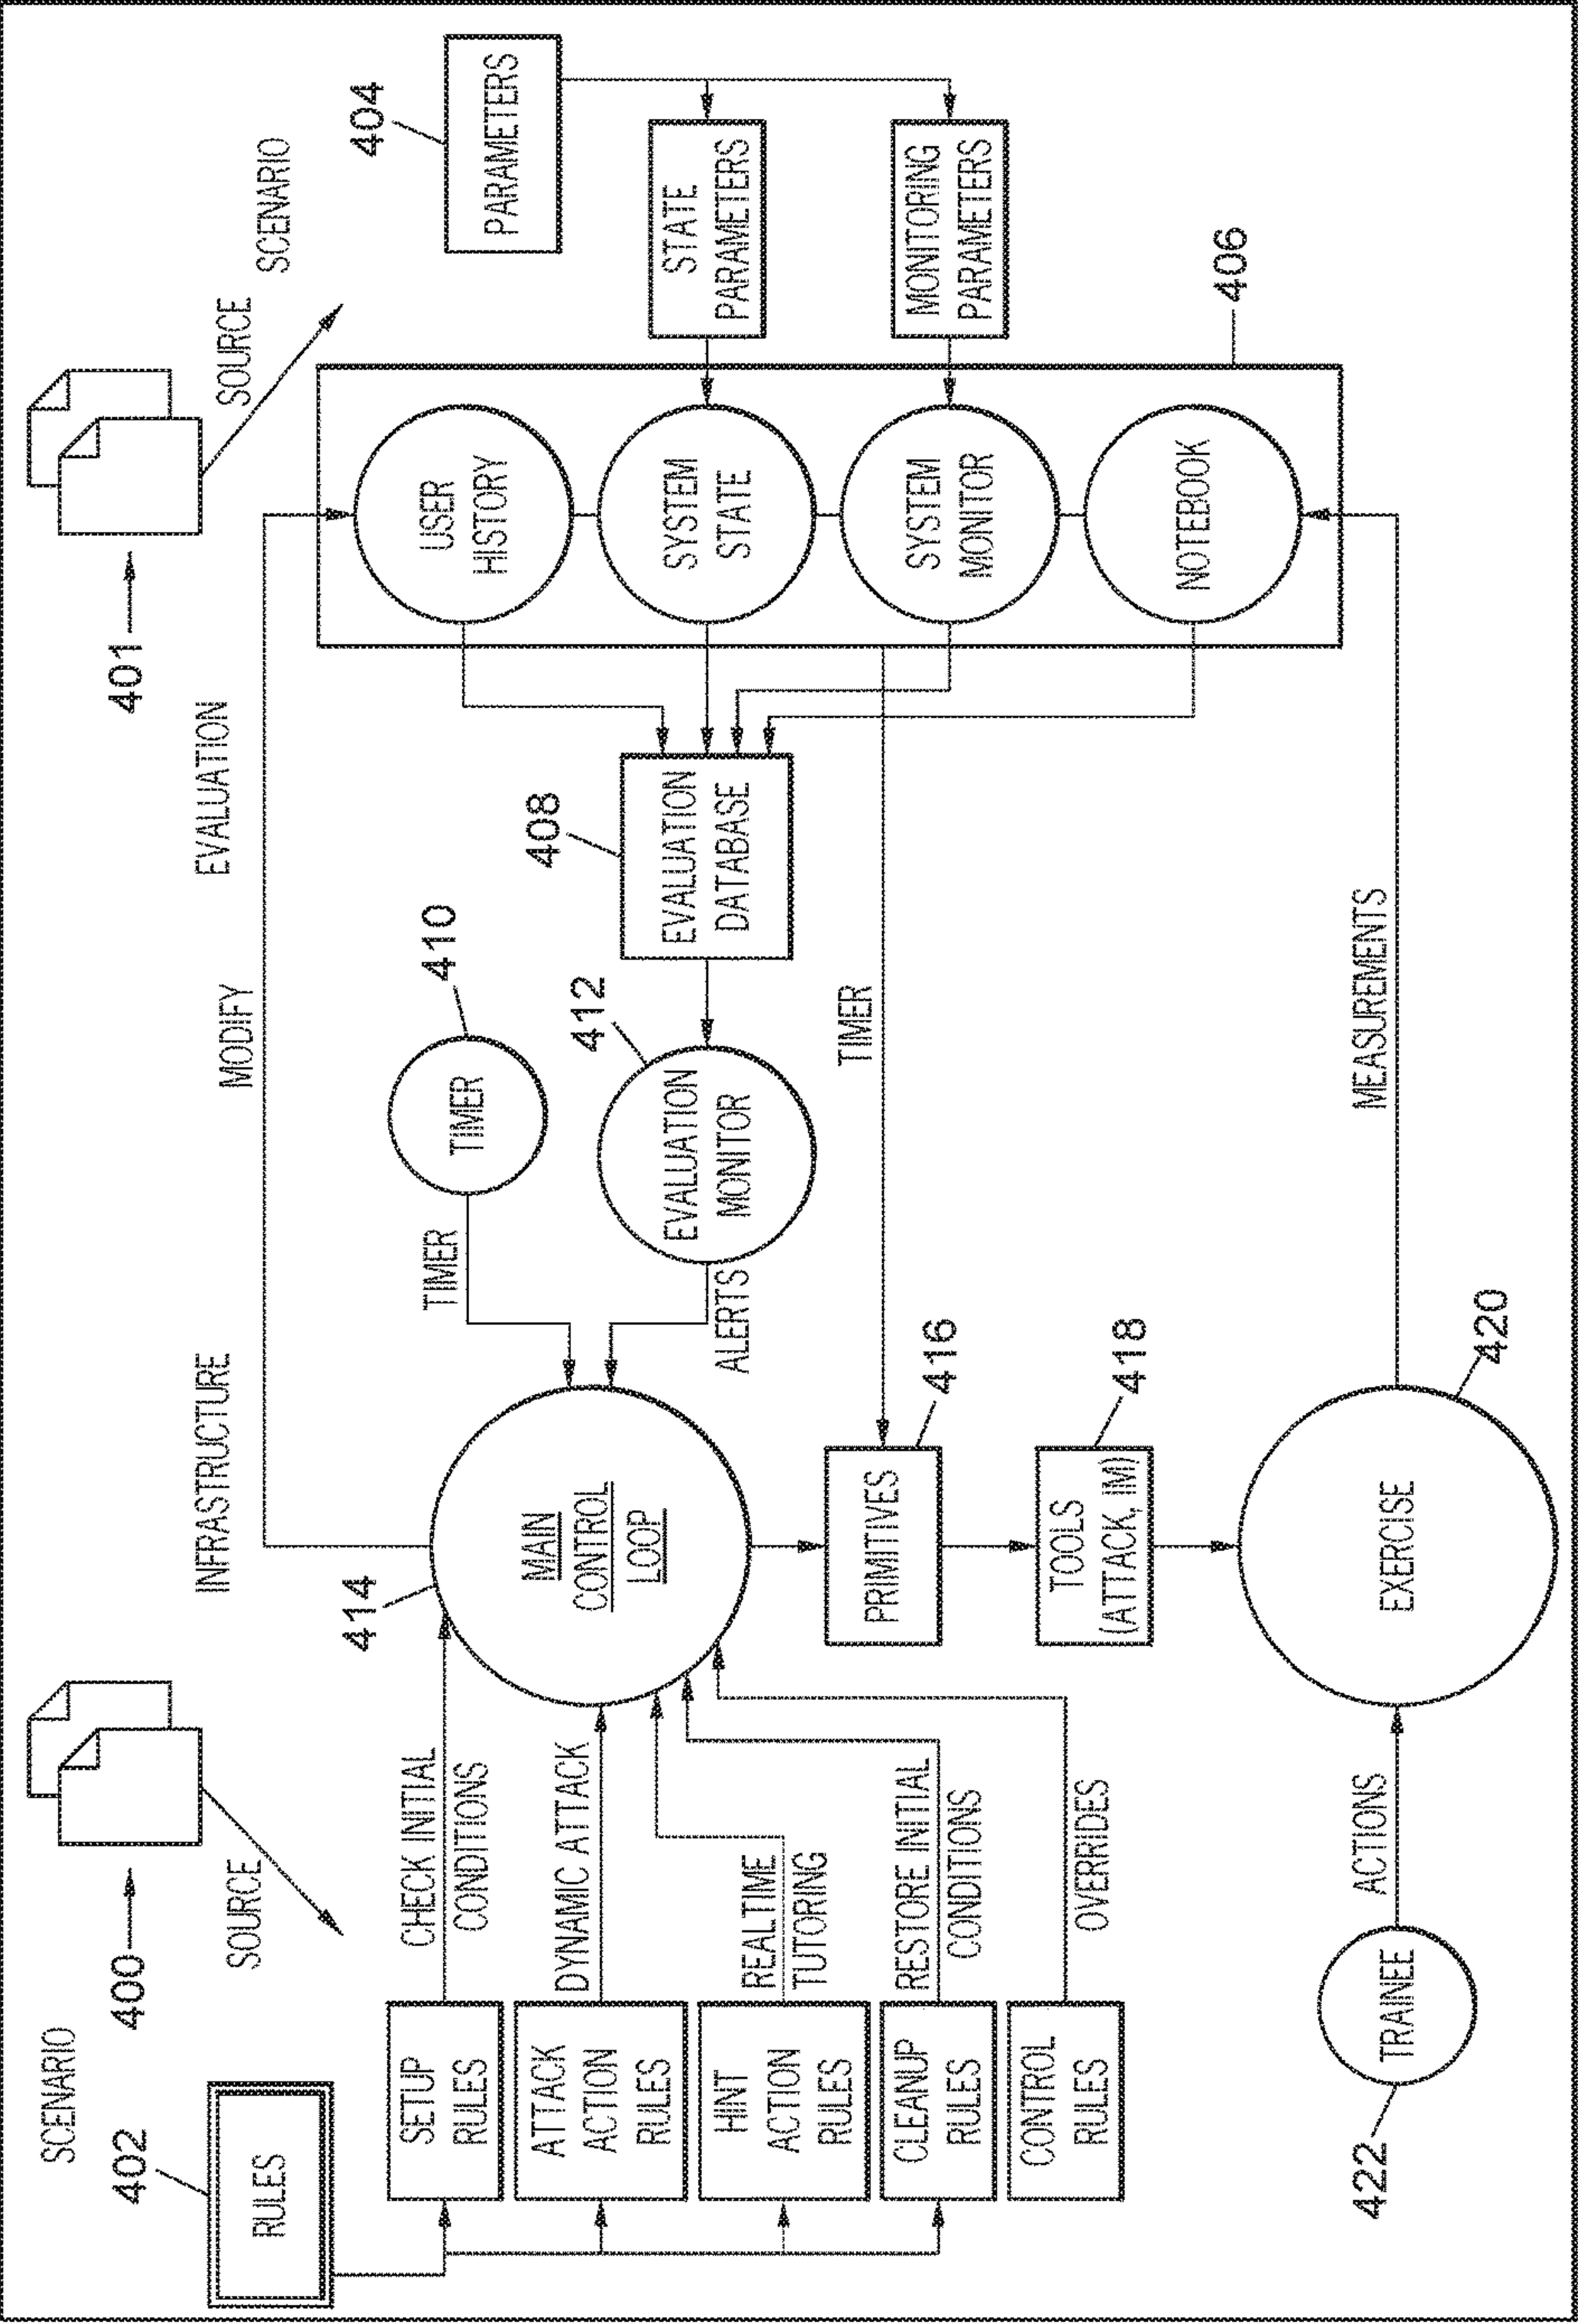 SCENARIO
400
SOURCE
INFRASTRUCTURE
MODIFY
EVALUATION
401
SOURCE
SCENARIO
402
RULES
SETUP
RULES
CHECK INITIAL
CONDITIONS
ATTACK
ACTION
RULES
DYNAMIC ATTACK
HINT
ACTION
RULES
REALTIME
TUTORING
CLEANUP
RULES
RESTORE INITIAL
CONDITIONS
CONTROL
RULES
OVERRIDES
414
MAIN
CONTROL
LOOP
TIMER
410
TIMER
ALERTS
412
EVALUATION
MONITOR
408
EVALUATION
DATABASE
USER
HISTORY
SYSTEM
STATE
SYSTEM
MONITOR
NOTEBOOK
406
404
PARAMETERS
STATE
PARAMETERS
MONITORING
PARAMETERS
TIMER
416
PRIMITIVES
418
TOOLS
(ATTACK, IM)
420
EXERCISE
MEASUREMENTS
ACTIONS
TRAINEE
422